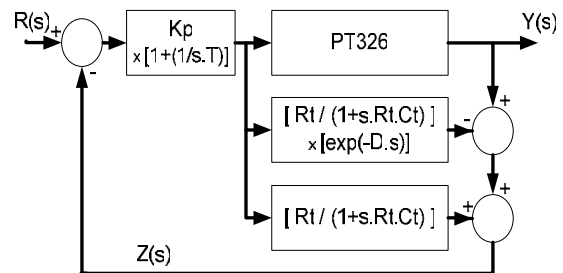 R(s)
+
-
Kp
x[1+(1/s.T)]
PT326
Y(s)
[ Rt / (1+s.Rt.Ct) ]
x [exp(-D.s)]
+
-
[ Rt / (1+s.Rt.Ct) ]
+
+
Z(s)